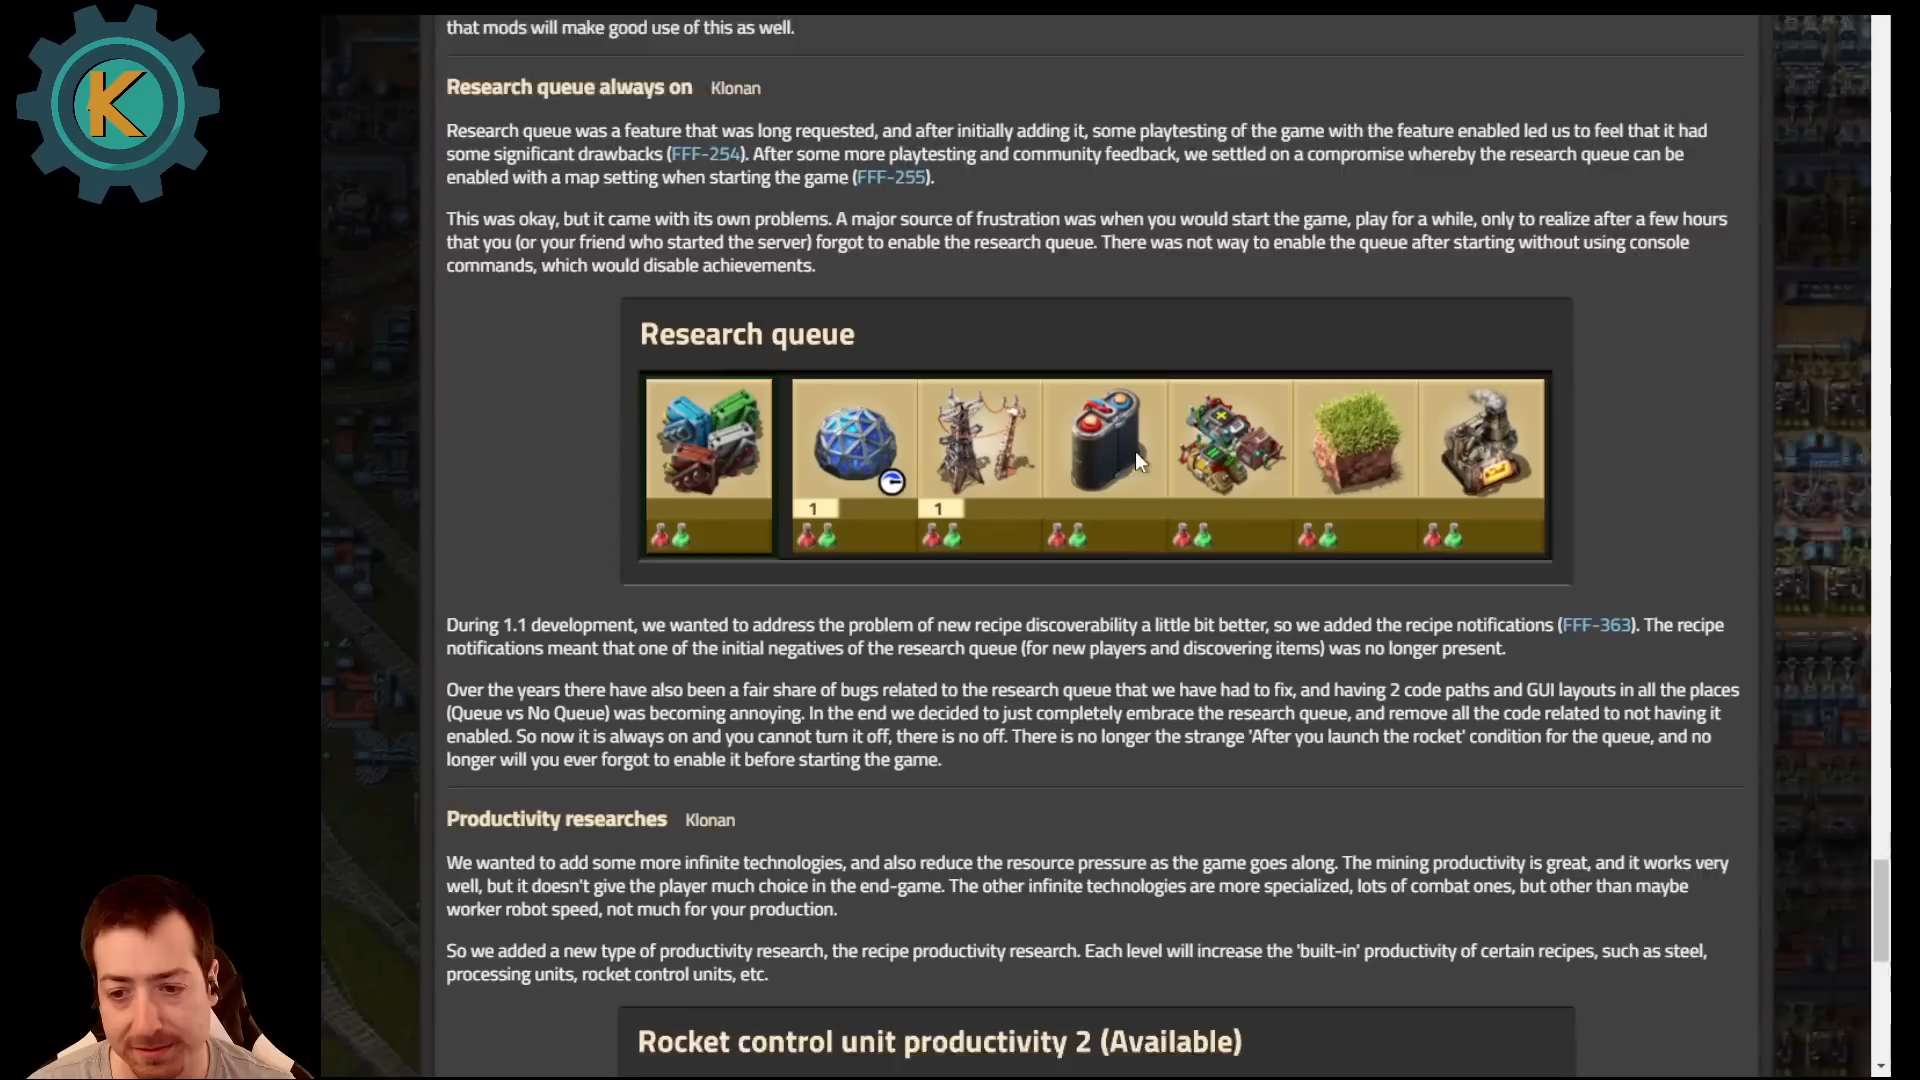 K
that mods will make good use of this as well.
Research queue always on Klonan
Research queue was a feature that was long requested, and after initially adding it, some playtesting of the game with the feature enabled led us to feel that it had
some significant drawbacks (FFF-254). After some more playtesting and community feedback, we settled on a compromise whereby the research queue can be
enabled with a map setting when starting the game (FFF-255).
This was okay, but it came with its own problems. A major source of frustration was when you would start the game, play for a while, only to realize after a few hours
that you (or your friend who started the server) forgot to enable the research queue. There was not way to enable the queue after starting without using console
commands, which would disable achievements.
Research queue
1 1
During 1.1 development, we wanted to address the problem of new recipe discoverability a little bit better, so we added the recipe notifications (FFF-363). The recipe
notifications meant that one of the initial negatives of the research queue (for new players and discovering items) was no longer present.
Over the years there have also been a fair share of bugs related to the research queue that we have had to fix, and having 2 code paths and GUI layouts in all the places
(Queue vs No Queue) was becoming annoying. In the end we decided to just completely embrace the research queue, and remove all the code related to not having it
enabled. So now it is always on and you cannot turn it off, there is no off. There is no longer the strange 'After you launch the rocket' condition for the queue, and no
longer will you ever forgot to enable it before starting the game.
Productivity researches Klonan
We wanted to add some more infinite technologies, and also reduce the resource pressure as the game goes along. The mining productivity is great, and it works very
well, but it doesn't give the player much choice in the end-game. The other infinite technologies are more specialized, lots of combat ones, but other than maybe
worker robot speed, not much for your production.
So we added a new type of productivity research, the recipe productivity research. Each level will increase the 'built-in' productivity of certain recipes, such as steel,
processing units, rocket control units, etc.
Rocket control unit productivity 2 (Available)